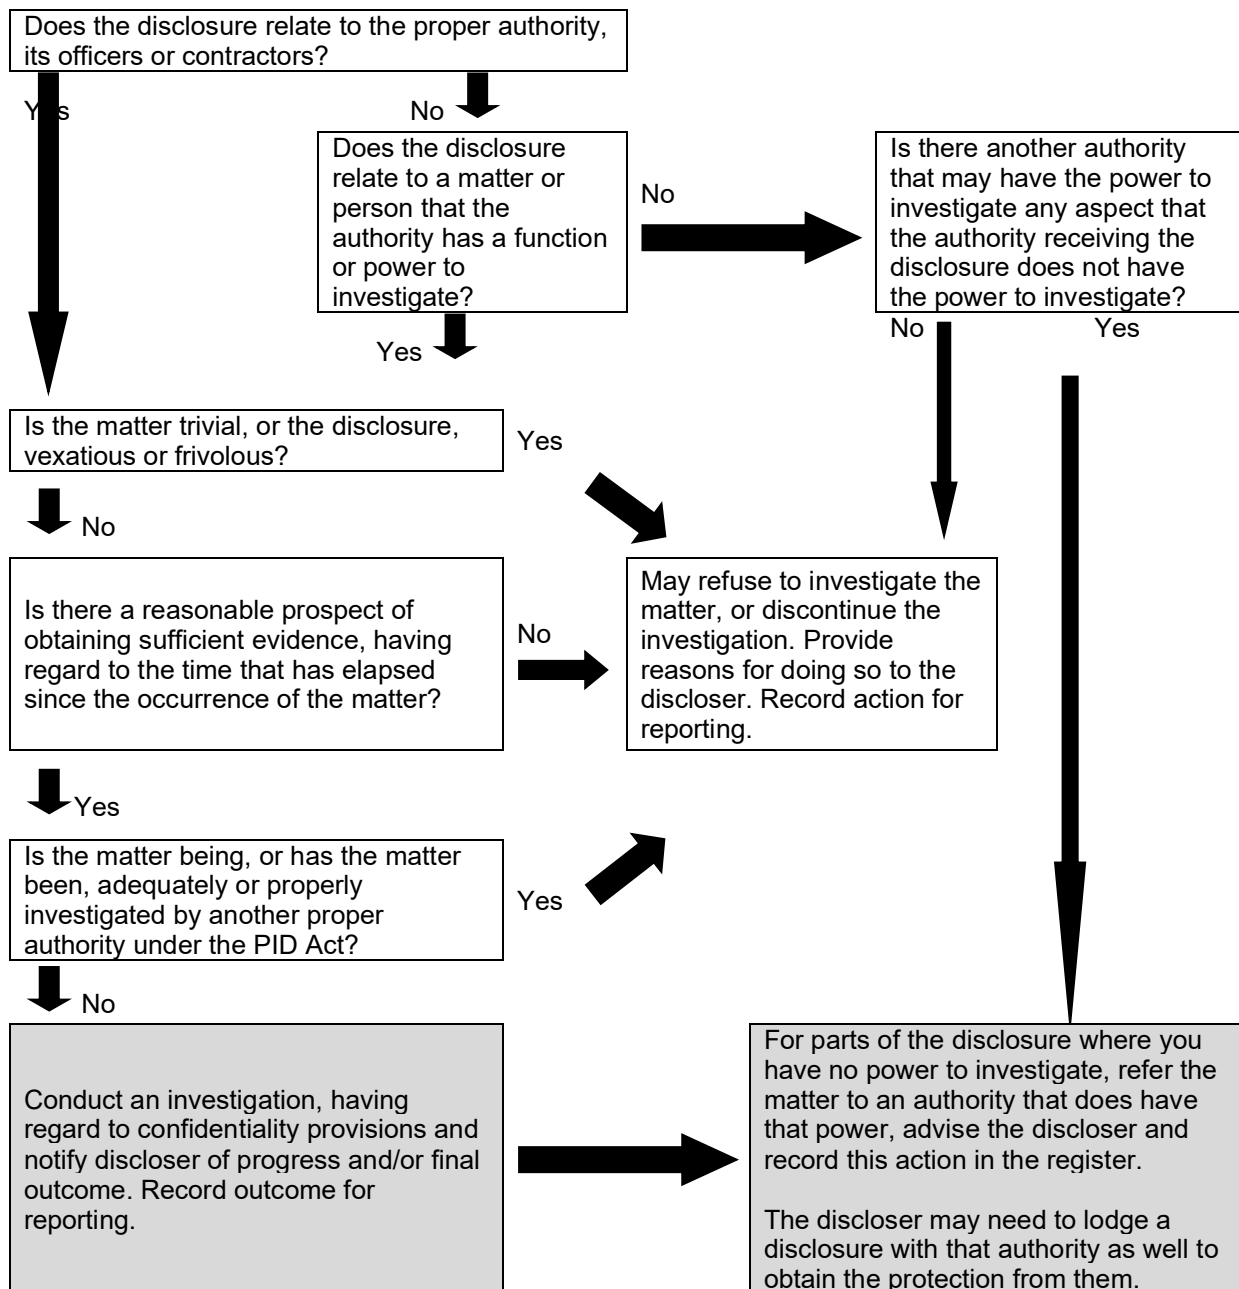 Does the disclosure relate to the proper authority,
its officers or contractors?
Yes
No
Does the disclosure
relate to a matter or
person that the
authority has a function
or power to
investigate?
No
Is there another authority
that may have the power to
investigate any aspect that
the authority receiving the
disclosure does not have
the power to investigate?
No
Yes
Yes
Is the matter trivial, or the disclosure,
vexatious or frivolous?
Yes
No
Is there a reasonable prospect of
obtaining sufficient evidence, having
regard to the time that has elapsed
since the occurrence of the matter?
No
May refuse to investigate the
matter, or discontinue the
investigation. Provide
reasons for doing so to the
discloser. Record action for
reporting.
Yes
Is the matter being, or has the matter
been, adequately or properly
investigated by another proper
authority under the PID Act?
Yes
No
Conduct an investigation, having
regard to confidentiality provisions and
notify discloser of progress and/or final
outcome. Record outcome for
reporting.
For parts of the disclosure where you
have no power to investigate, refer the
matter to an authority that does have
that power, advise the discloser and
record this action in the register.
The discloser may need to lodge a
disclosure with that authority as well to
obtain the protection from them.